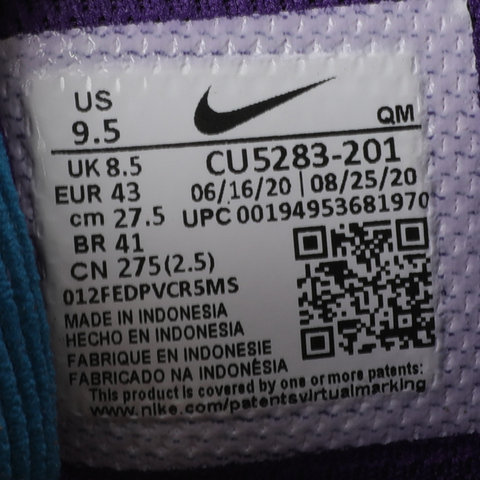 US
9.5
QM
UK 8.5
CU5283-201
EUR 43
06/16/20 | 08/25/20
cm 27.5
UPC 00194953681970
BR 41
CN 275(2.5)
012FEDPVCR5MS
MADE IN INDONESIA
HECHO EN INDONESIA
FABRIQUE EN INDONESIE
FABRICADO NA INDONÉSIA
This product is covered by one or more patents:
www.nike.com/patentsvirtualmarking